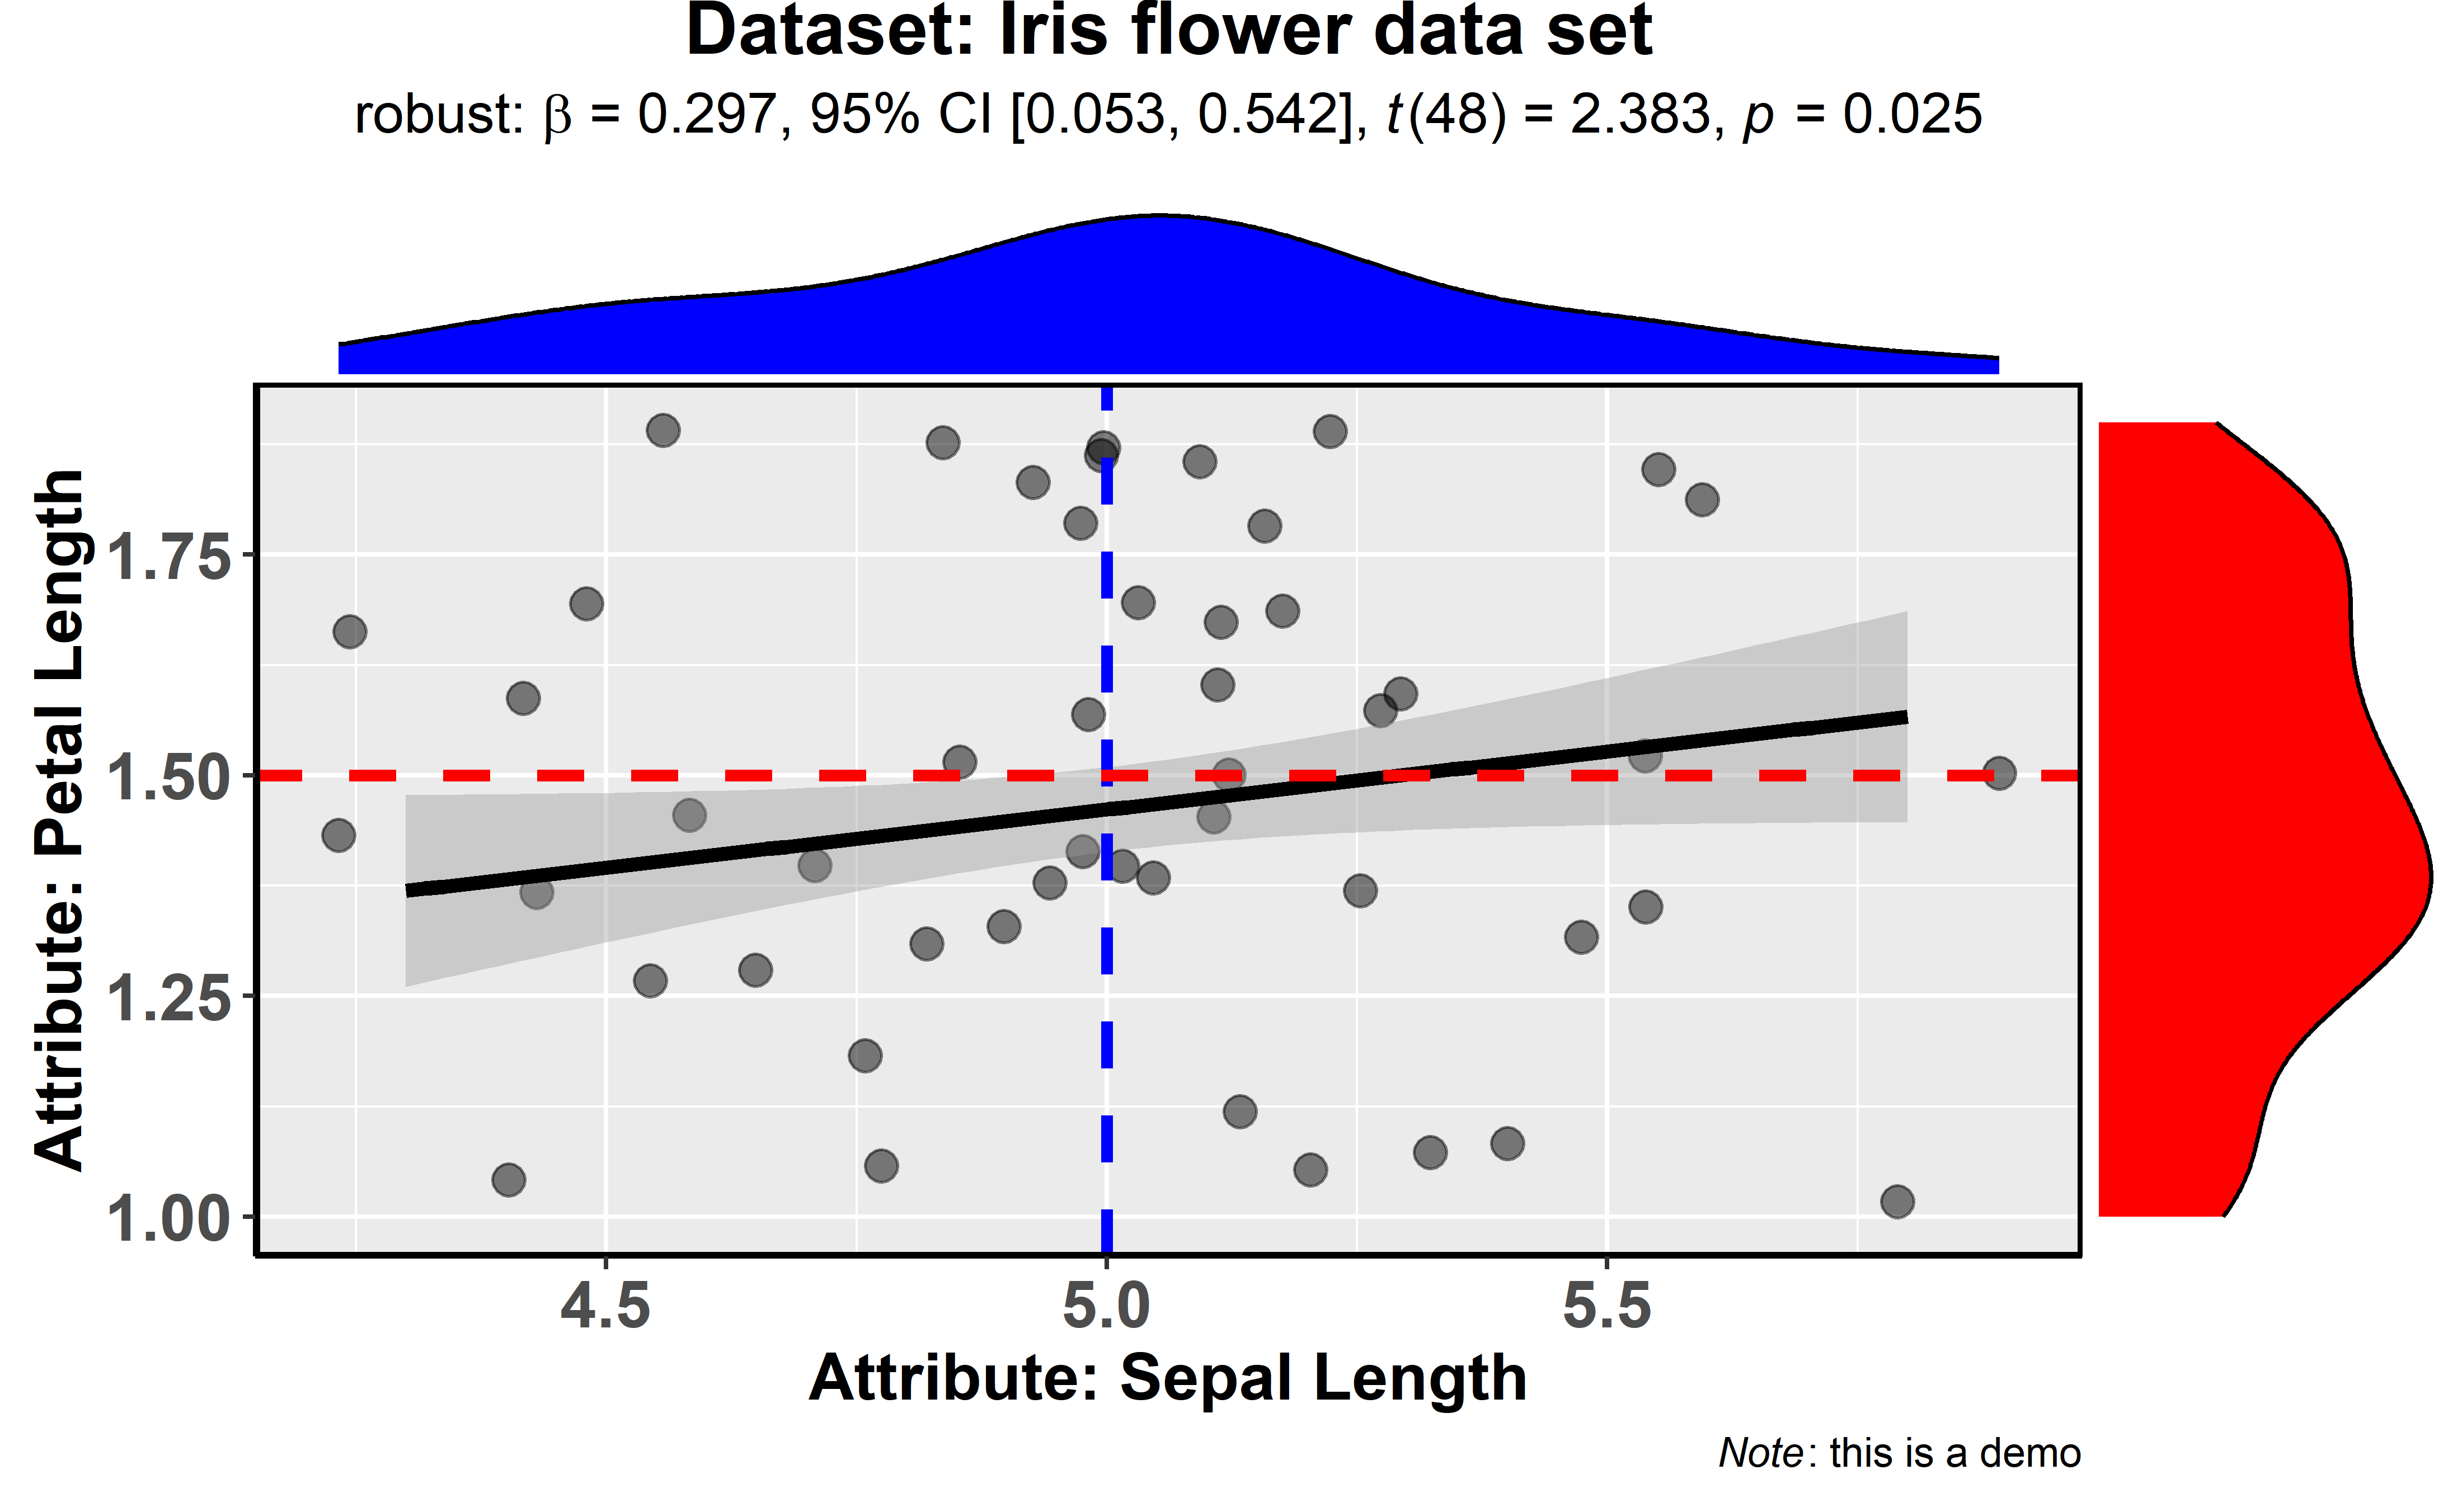 Dataset: Iris flower data set
robust: β = 0.297, 95% CI [0.053, 0.542], t(48) = 2.383, p = 0.025
Attribute: Petal Length
1.75
1.50
1.25
1.00
4.5 5.0 5.5
Attribute: Sepal Length
Note: this is a demo